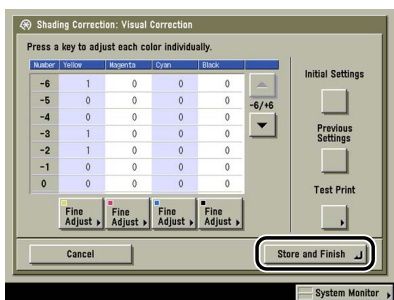 Shading Correction: Visual Correction
Press a key to adjust each color individually.
Number Yellow Magenta Cyan Black
-6 1 0 0 0
-5 0 0 0 0
-4 0 0 0 0
-3 1 0 0 0
-2 1 0 0 0
-1 0 0 0 0
0 0 0 0 0
-6/+6
Initial Settings
Previous Settings
Test Print
Fine Adjust
Fine Adjust
Fine Adjust
Fine Adjust
Cancel
Store and Finish
System Monitor